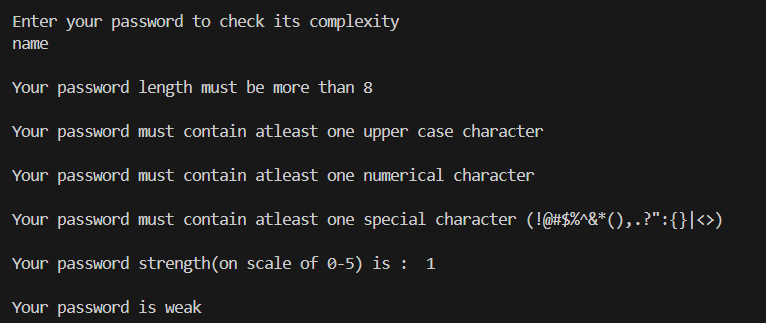 Enter your password to check its complexity
name
Your password length must be more than 8
Your password must contain atleast one upper case character
Your password must contain atleast one numerical character
Your password must contain atleast one special character (!@#$%^&*(),.?":{}|<>)
Your password strength(on scale of 0-5) is :  1
Your password is weak